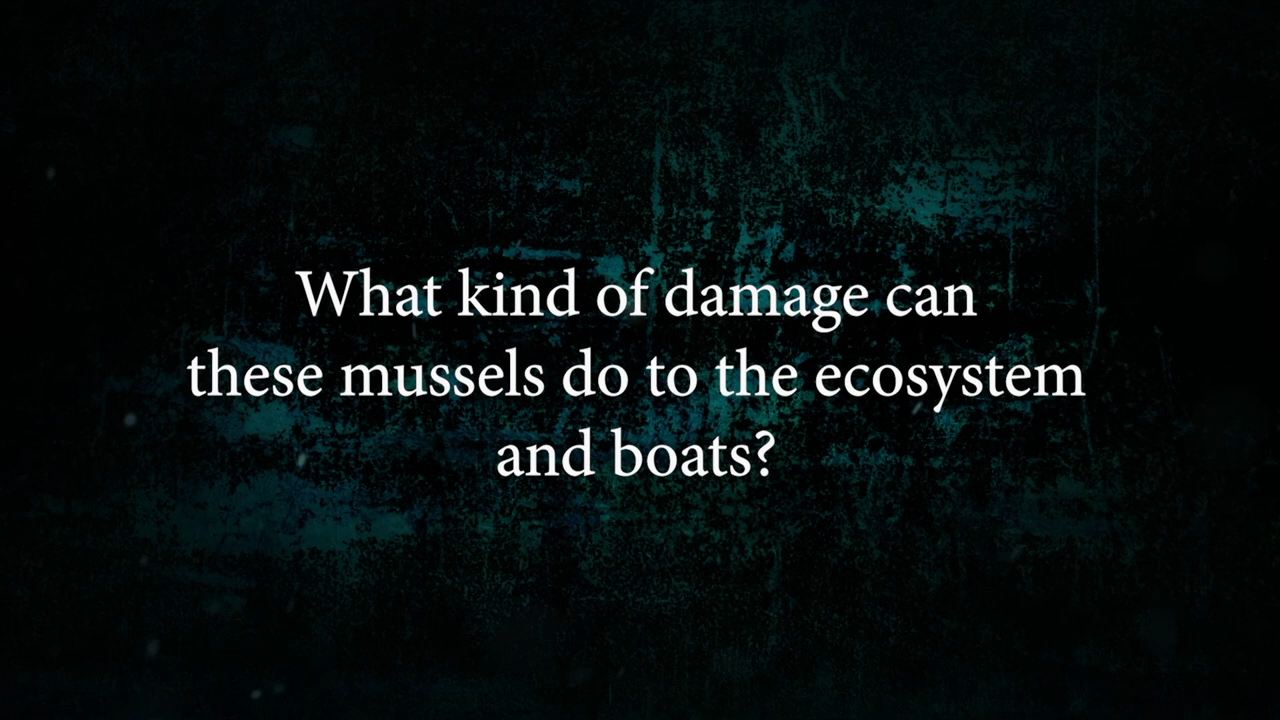 What kind of damage can
these mussels do to the ecosystem
and boats?